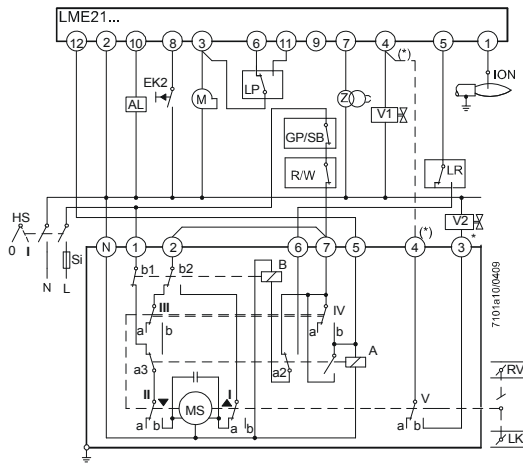 LME21...
12 2 10 8 3 6 11 9 7 4 5 1
(*)
EK2
ION
AL M LP Z V1
GP/SB
R/W
LR
HS
0 I
Si
N L
V2
*
(*)
N 1 2 6 7 5 4 3
b1 b2 B
III IV
a b a b
A
a3 a2
II I V
MS
a b a b a b
RV
LK
7101a10/0409